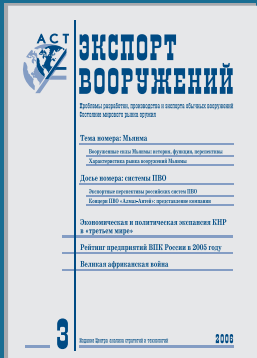 АСТ
ЭКСПОРТ
ВООРУЖЕНИЙ
Проблемы разработки, производства и экспорта обычных вооружений
Состояние мирового рынка оружия
Тема номера: Мьянма
Вооруженные силы Мьянмы: история, функции, перспективы
Характеристика рынка вооружений Мьянмы
Досье номера: системы ПВО
Экспортные перспективы российских систем ПВО
Концерн ПВО «Алмаз-Антей»: представление компании
Экономическая и политическая экспансия КНР
в «третьем мире»
Рейтинг предприятий ВПК России в 2005 году
Великая африканская война
3
Издание Центра анализа стратегий и технологий
2006